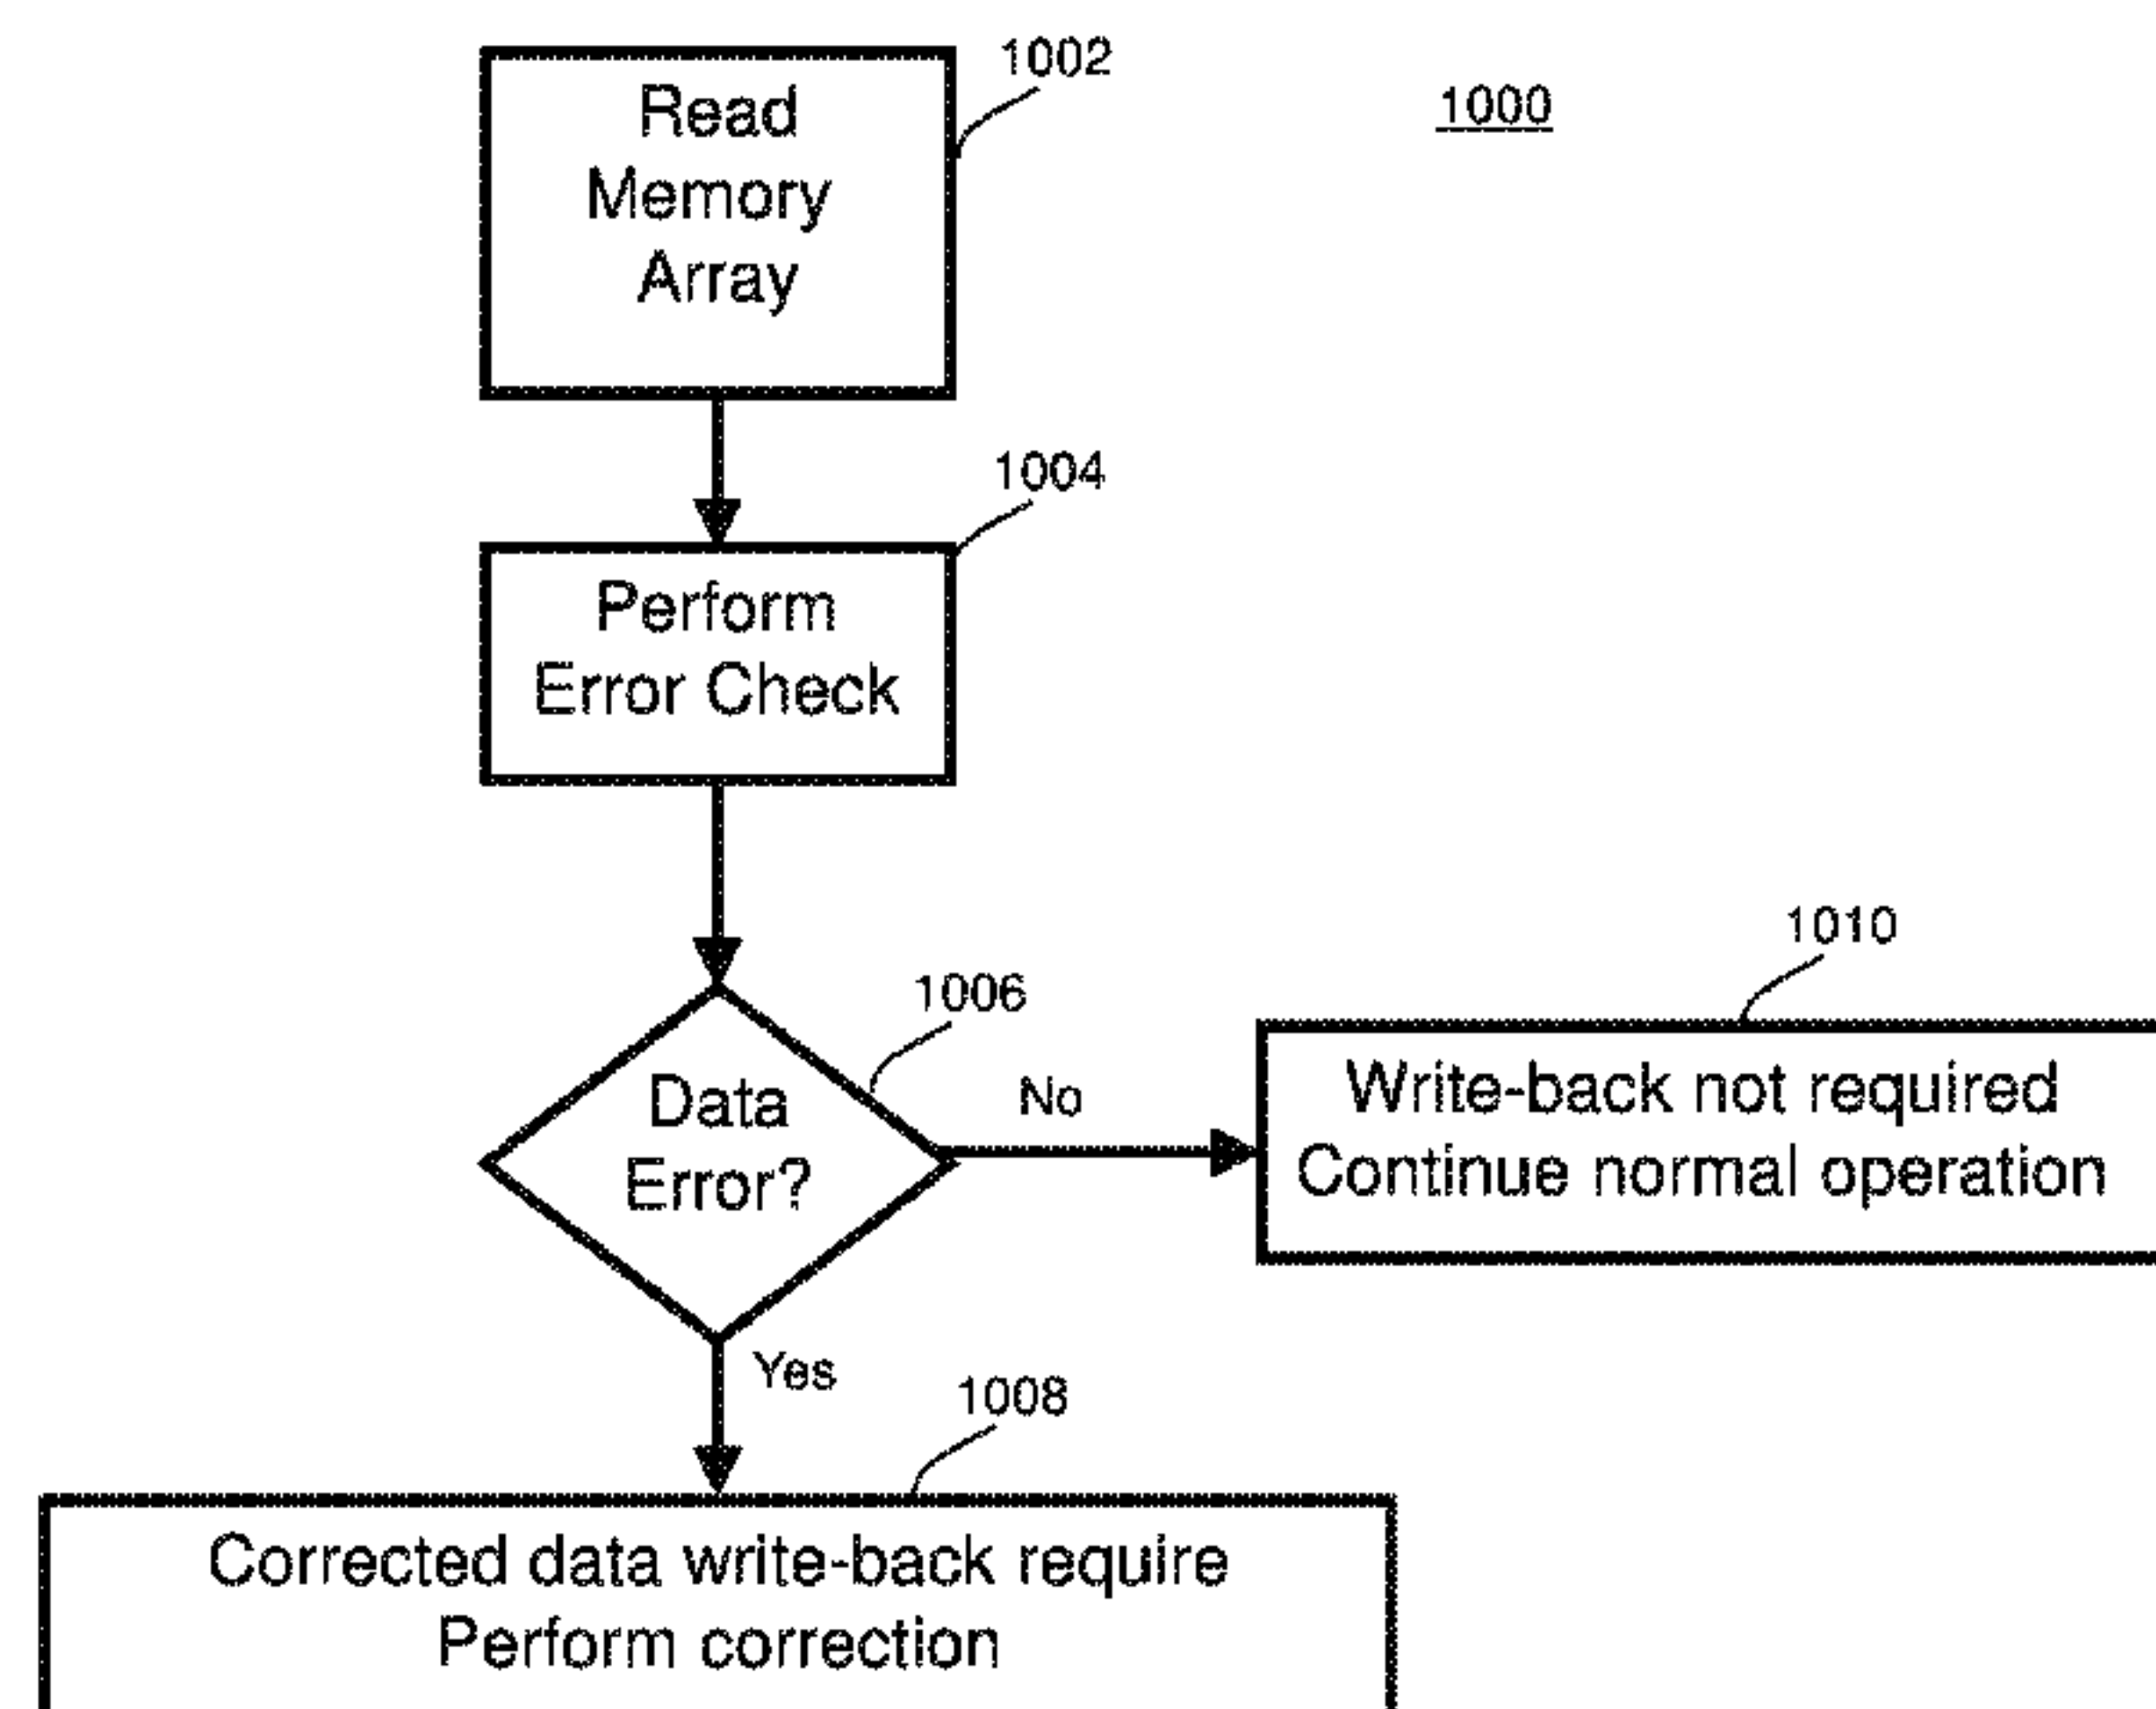 1002
1000
Read
Memory
Array
1004
Perform
Error Check
1006
Data
Error?
No
1010
Write-back not required
Continue normal operation
Yes
1008
Corrected data write-back require
Perform correction